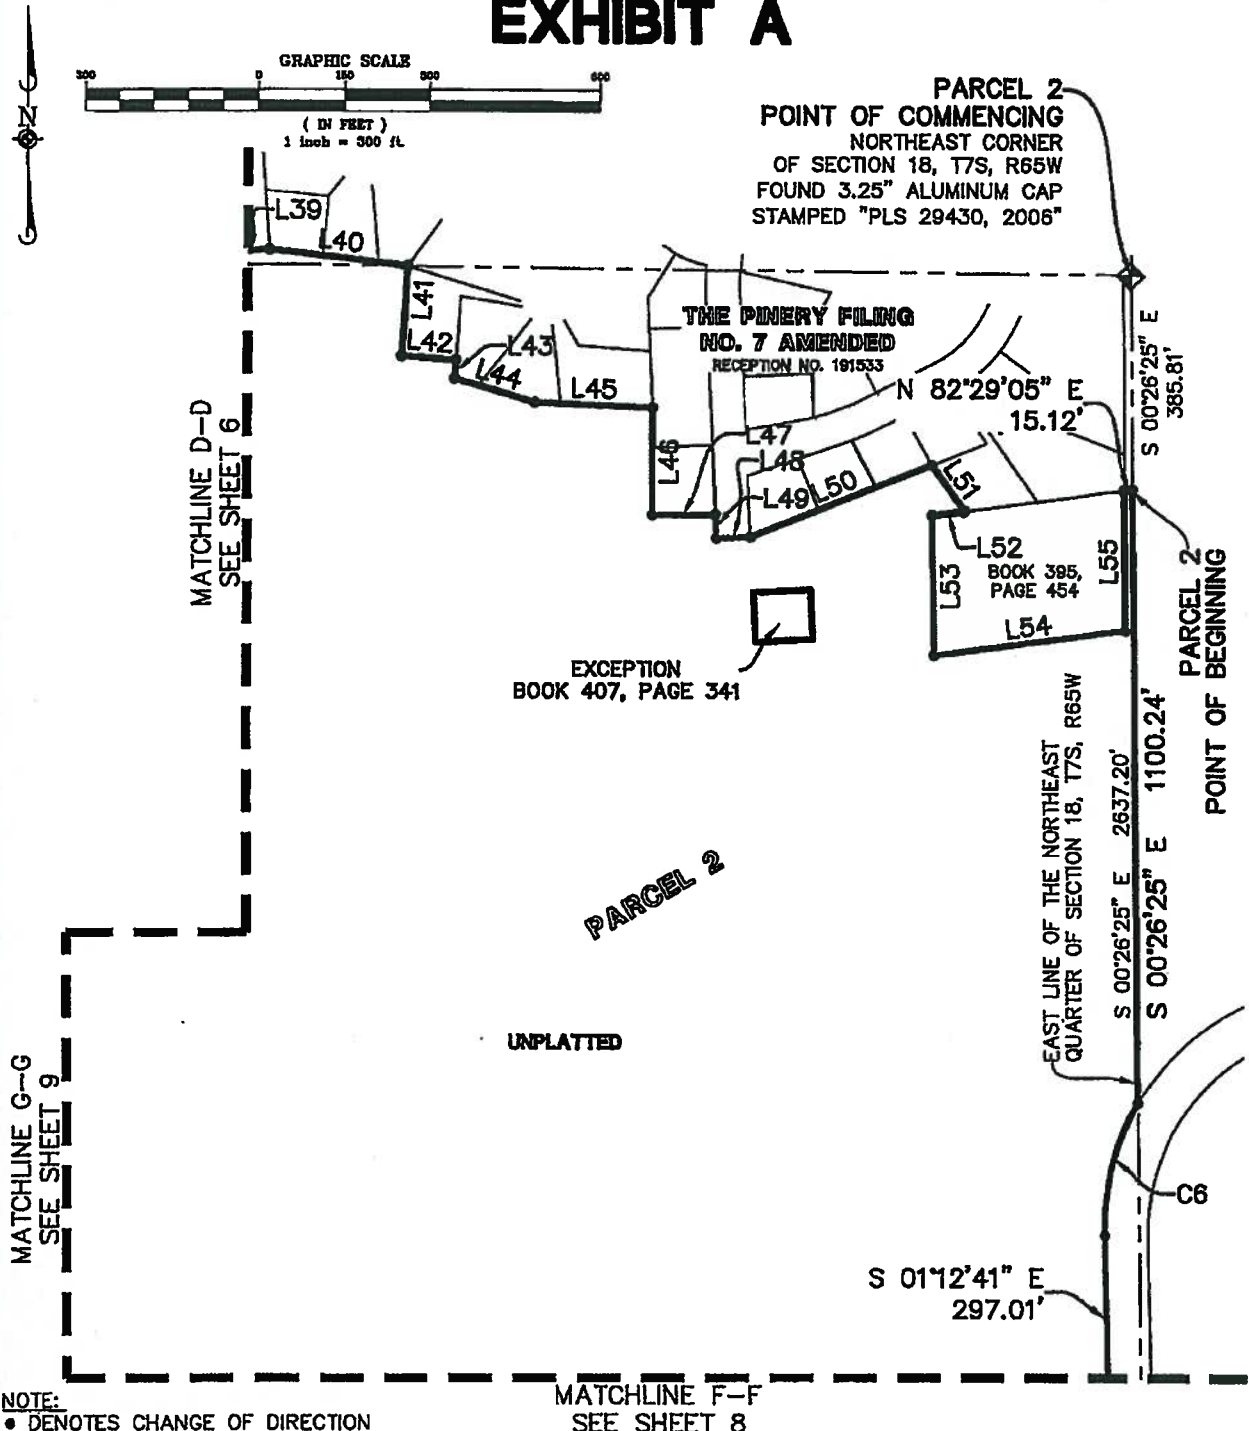 EXHIBIT A
GRAPHIC SCALE
300 0 150 300 600
( IN FEET )
1 inch = 300 ft.
N
PARCEL 2
POINT OF COMMENCING
NORTHEAST CORNER
OF SECTION 18, T7S, R65W
FOUND 3.25" ALUMINUM CAP
STAMPED "PLS 29430, 2006"
L39
L40
L41
L42
L43
L44
L45
THE PINERY FILING
NO. 7 AMENDED
RECEPTION NO. 191533
N 82°29'05" E
15.12'
S 00°26'25" E
385.81'
L46
L47
L48
L49
L50
L51
L52
L53
BOOK 395,
PAGE 454
L54
L55
MATCHLINE D-D
SEE SHEET 6
PARCEL 2
POINT OF BEGINNING
EXCEPTION
BOOK 407, PAGE 341
EAST LINE OF THE NORTHEAST
QUARTER OF SECTION 18, T7S, R65W
S 00°26'25" E 2637.20'
S 00°26'25" E 1100.24'
PARCEL 2
UNPLATTED
MATCHLINE G-G
SEE SHEET 9
C6
S 01°12'41" E
297.01'
NOTE:
● DENOTES CHANGE OF DIRECTION
MATCHLINE F-F
SEE SHEET 8